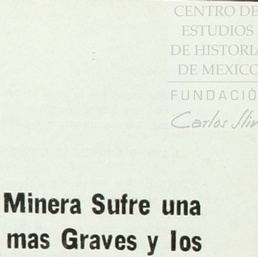 CENTRO DE
ESTUDIOS
DE HISTORIA
DE MEXICO
FUNDACIÓ
Carlos Slim
Minera Sufre una
mas Graves y los